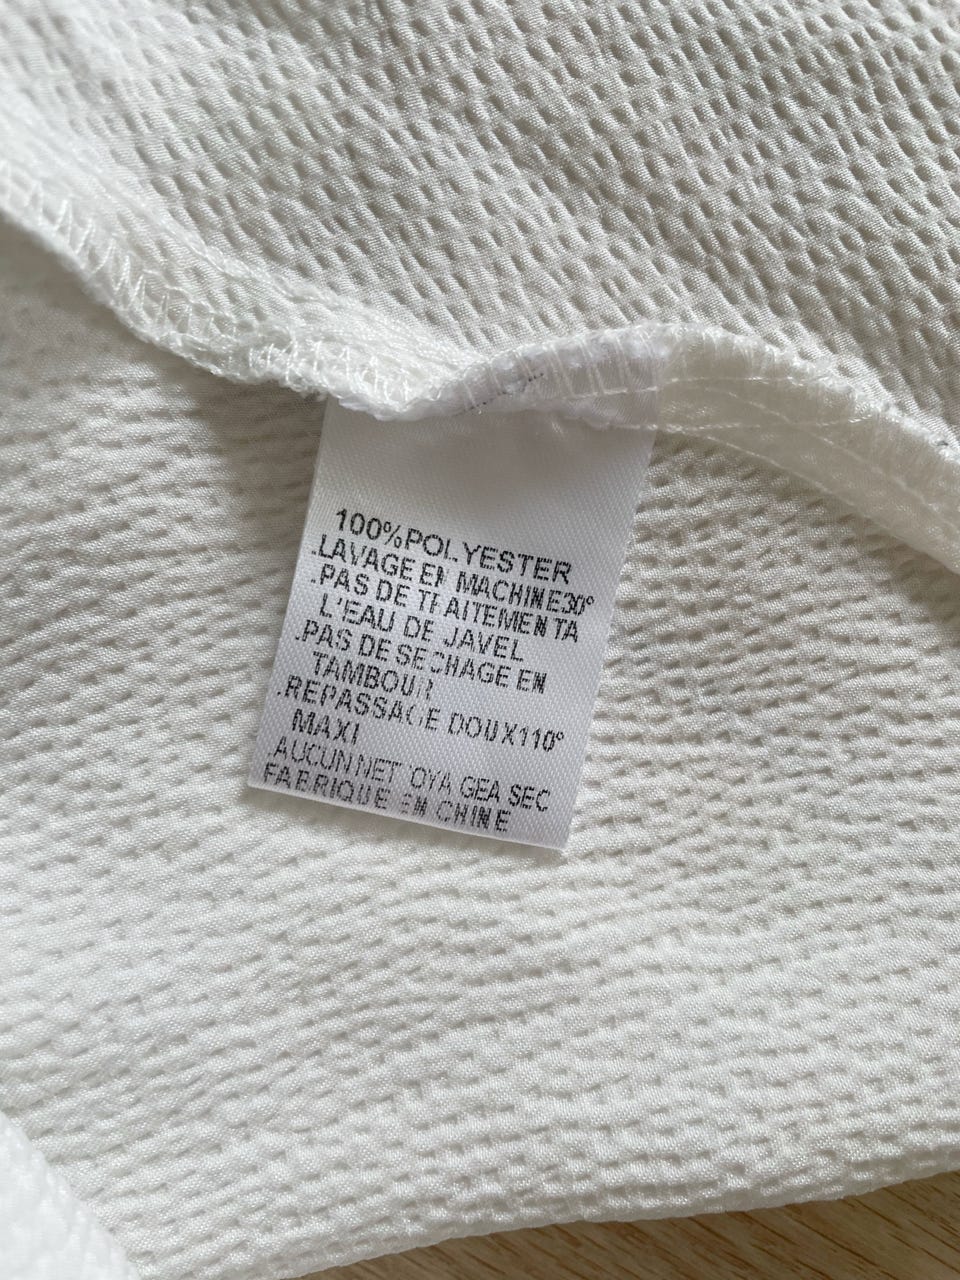 100%POLYESTER
.LAVAGE EN MACHINE30°
.PAS DE TRAITEMENTA
L'EAU DE JAVEL
.PAS DE SECHAGE EN
TAMBOUR
.REPASSAGE DOUX110°
MAXI
.AUCUN NETTOYAGEA SEC
FABRIQUE EN CHINE